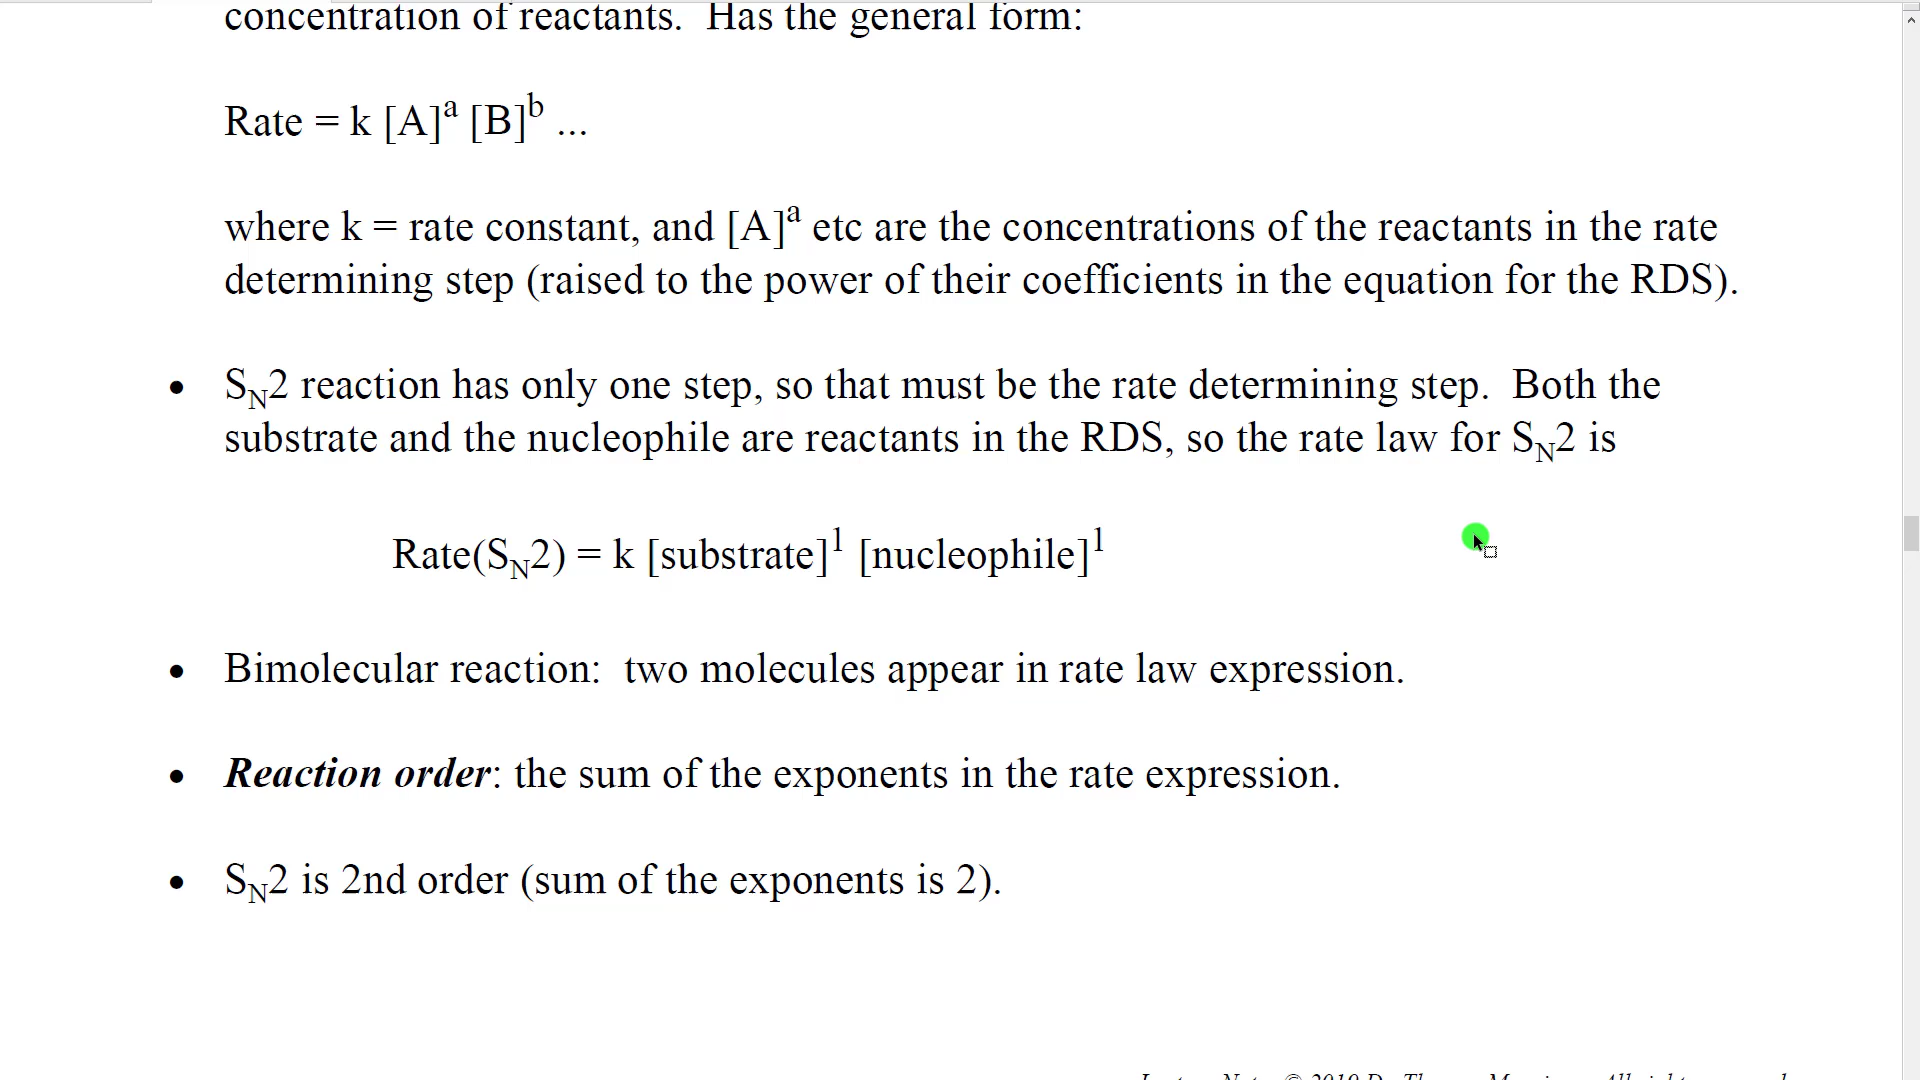 concentration of reactants. Has the general form:
Rate = k [A]ᵃ [B]ᵇ ...
where k = rate constant, and [A]ᵃ etc are the concentrations of the reactants in the rate
determining step (raised to the power of their coefficients in the equation for the RDS).
• S_N2 reaction has only one step, so that must be the rate determining step. Both the
substrate and the nucleophile are reactants in the RDS, so the rate law for S_N2 is
Rate(S_N2) = k [substrate]¹ [nucleophile]¹
• Bimolecular reaction: two molecules appear in rate law expression.
• Reaction order: the sum of the exponents in the rate expression.
• S_N2 is 2nd order (sum of the exponents is 2).